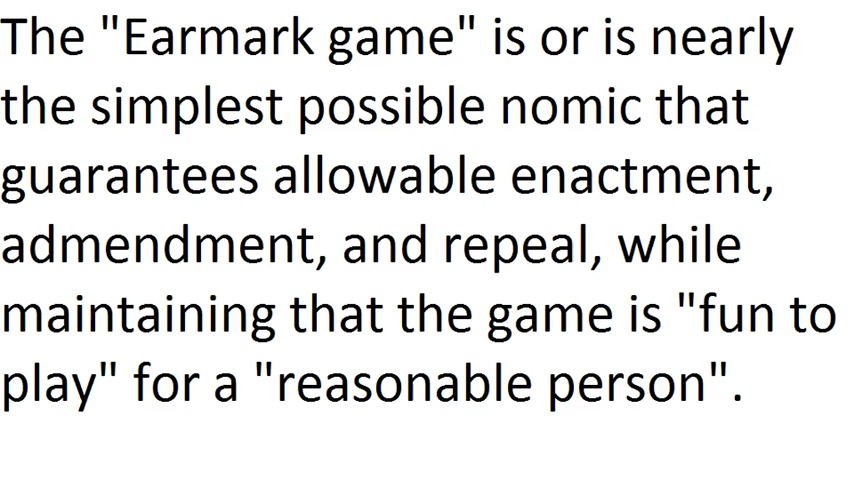 The "Earmark game" is or is nearly
the simplest possible nomic that
guarantees allowable enactment,
admendment, and repeal, while
maintaining that the game is "fun to
play" for a "reasonable person".